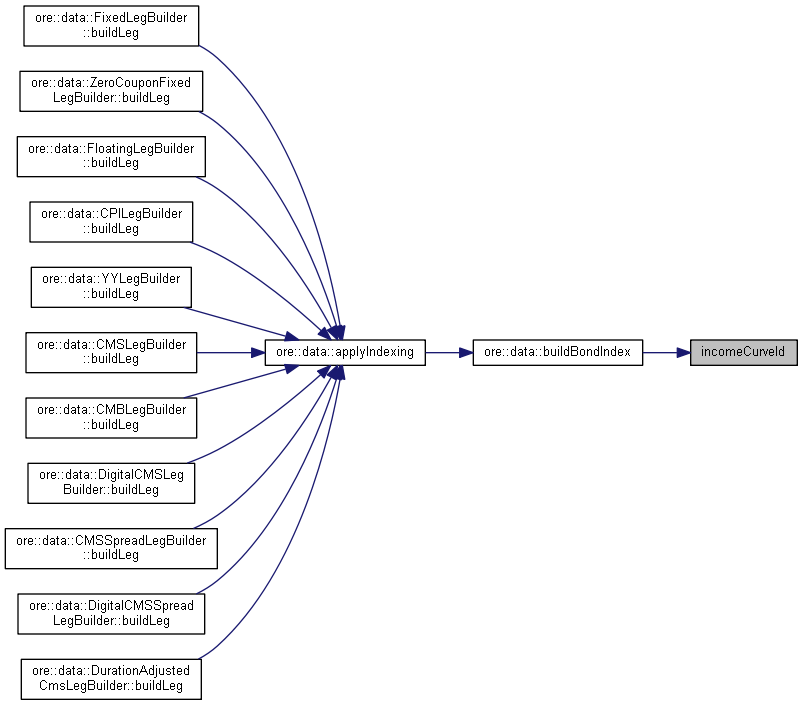 ore::data::FixedLegBuilder
::buildLeg
ore::data::ZeroCouponFixed
LegBuilder::buildLeg
ore::data::FloatingLegBuilder
::buildLeg
ore::data::CPILegBuilder
::buildLeg
ore::data::YYLegBuilder
::buildLeg
ore::data::CMSLegBuilder
::buildLeg
ore::data::applyIndexing
ore::data::buildBondIndex
incomeCurveId
ore::data::CMBLegBuilder
::buildLeg
ore::data::DigitalCMSLeg
Builder::buildLeg
ore::data::CMSSpreadLegBuilder
::buildLeg
ore::data::DigitalCMSSpread
LegBuilder::buildLeg
ore::data::DurationAdjusted
CmsLegBuilder::buildLeg